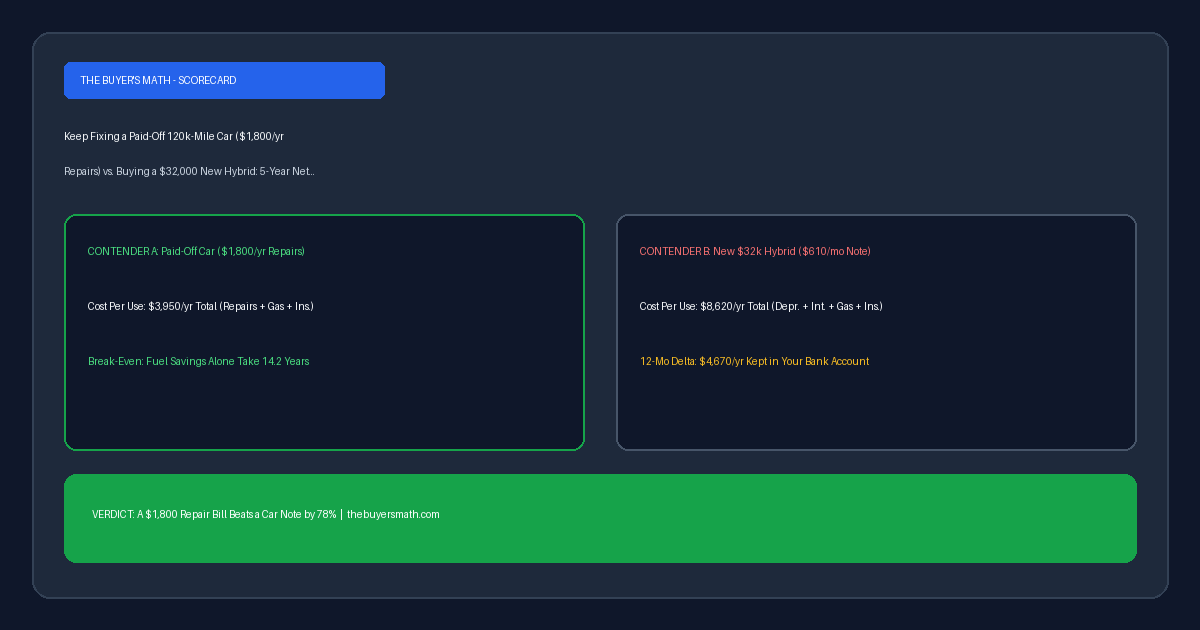 THE BUYER'S MATH - SCORECARD
Keep Fixing a Paid-Off 120k-Mile Car ($1,800/yr
Repairs) vs. Buying a $32,000 New Hybrid: 5-Year Net...
CONTENDER A: Paid-Off Car ($1,800/yr Repairs)
Cost Per Use: $3,950/yr Total (Repairs + Gas + Ins.)
Break-Even: Fuel Savings Alone Take 14.2 Years
CONTENDER B: New $32k Hybrid ($610/mo Note)
Cost Per Use: $8,620/yr Total (Depr. + Int. + Gas + Ins.)
12-Mo Delta: $4,670/yr Kept in Your Bank Account
VERDICT: A $1,800 Repair Bill Beats a Car Note by 78% | thebuyersmath.com